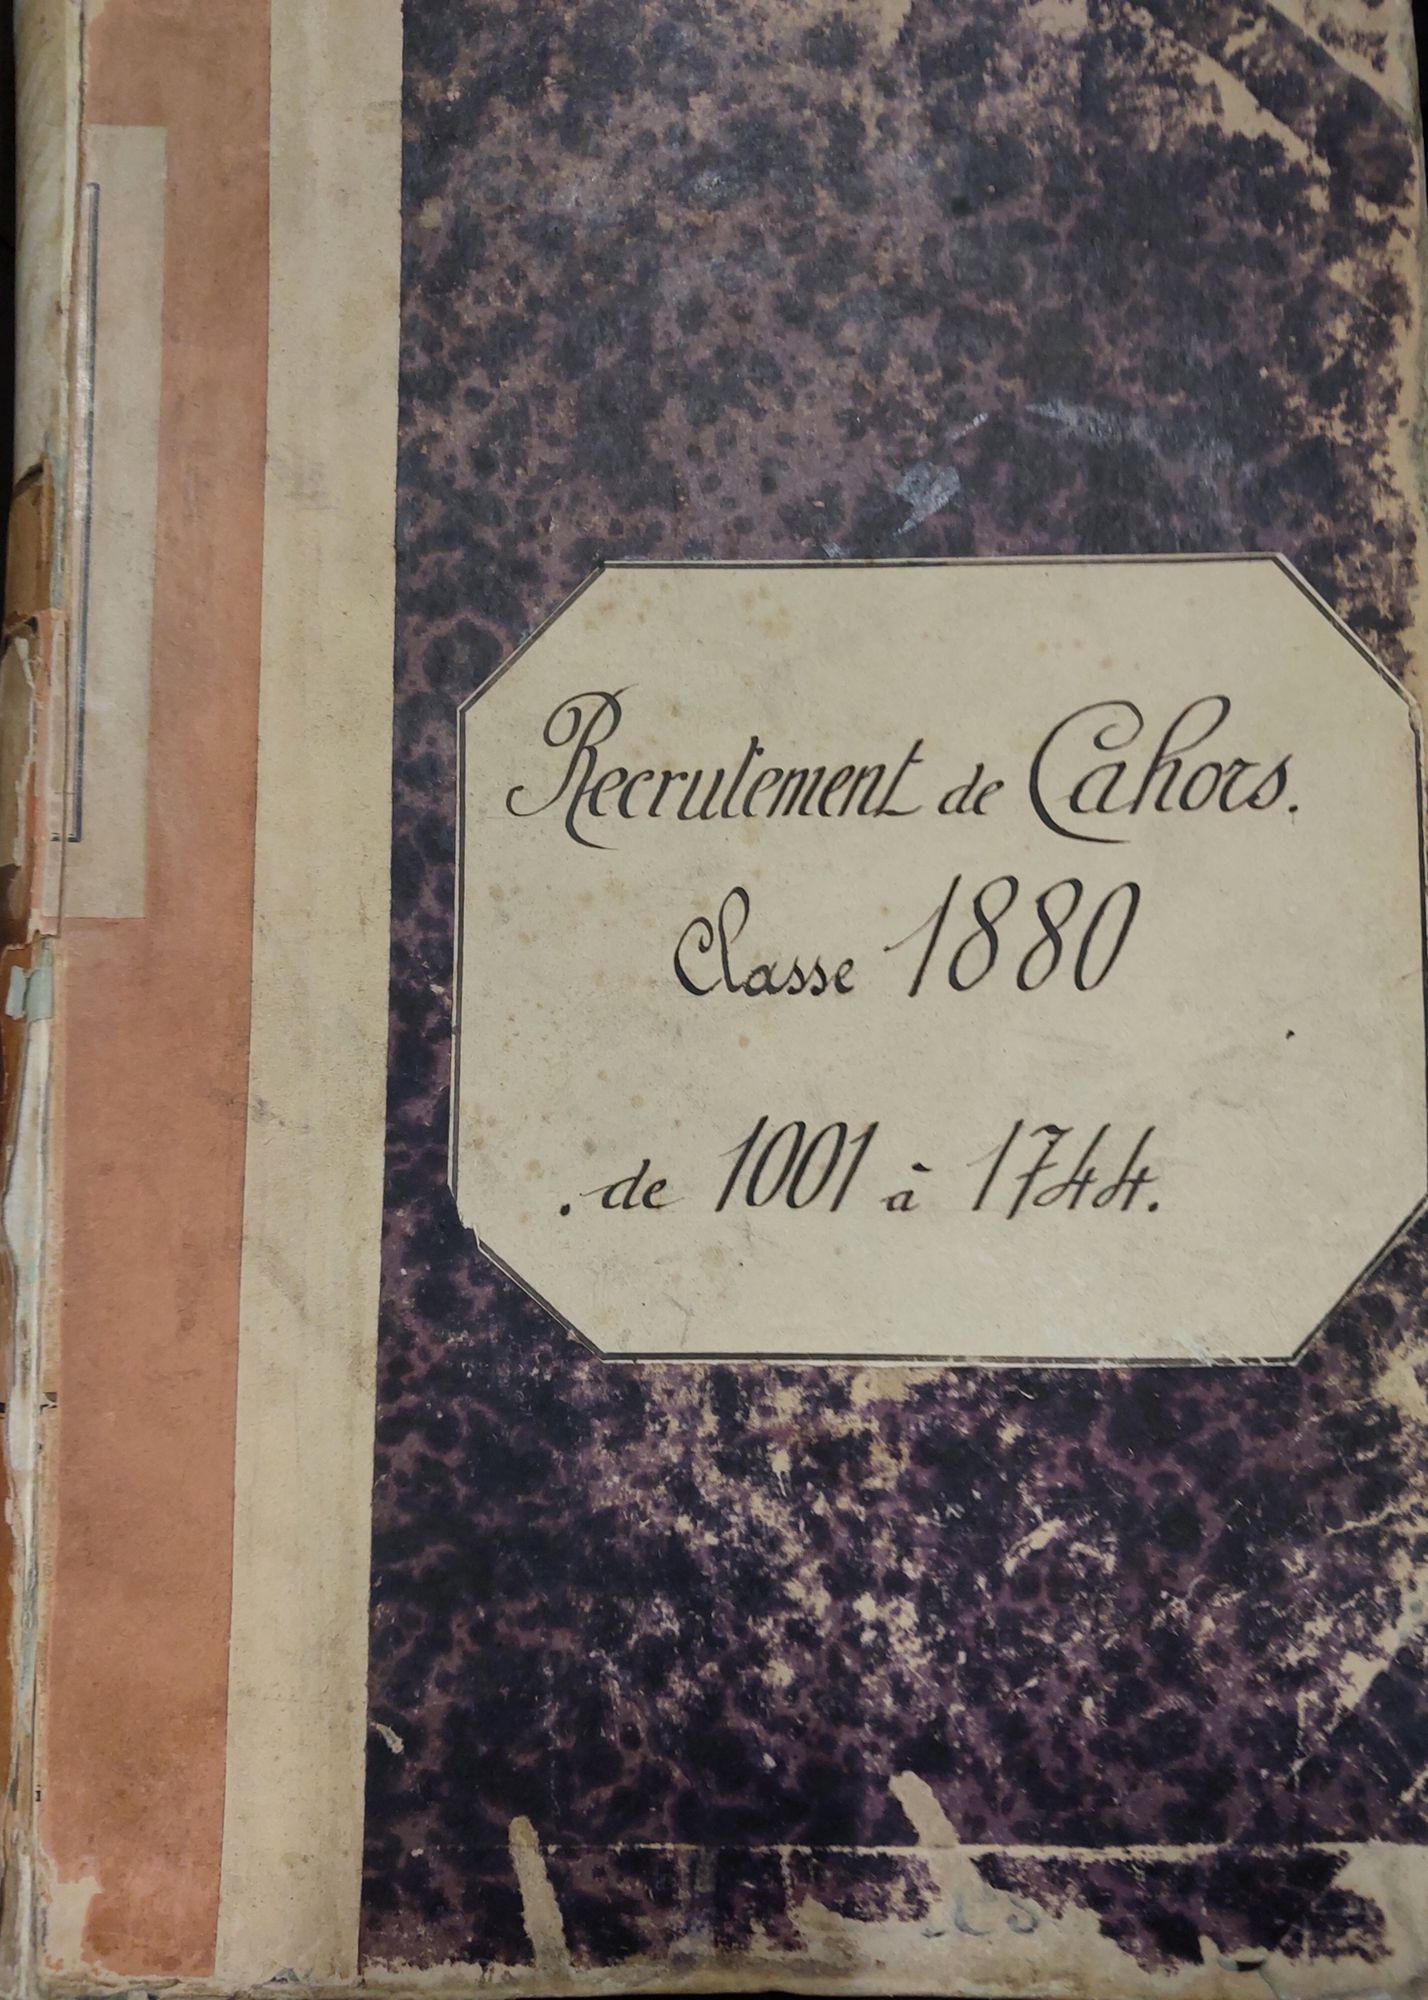 Recrutement de Cahors.
Classe 1880
. de 1001 à 1744.